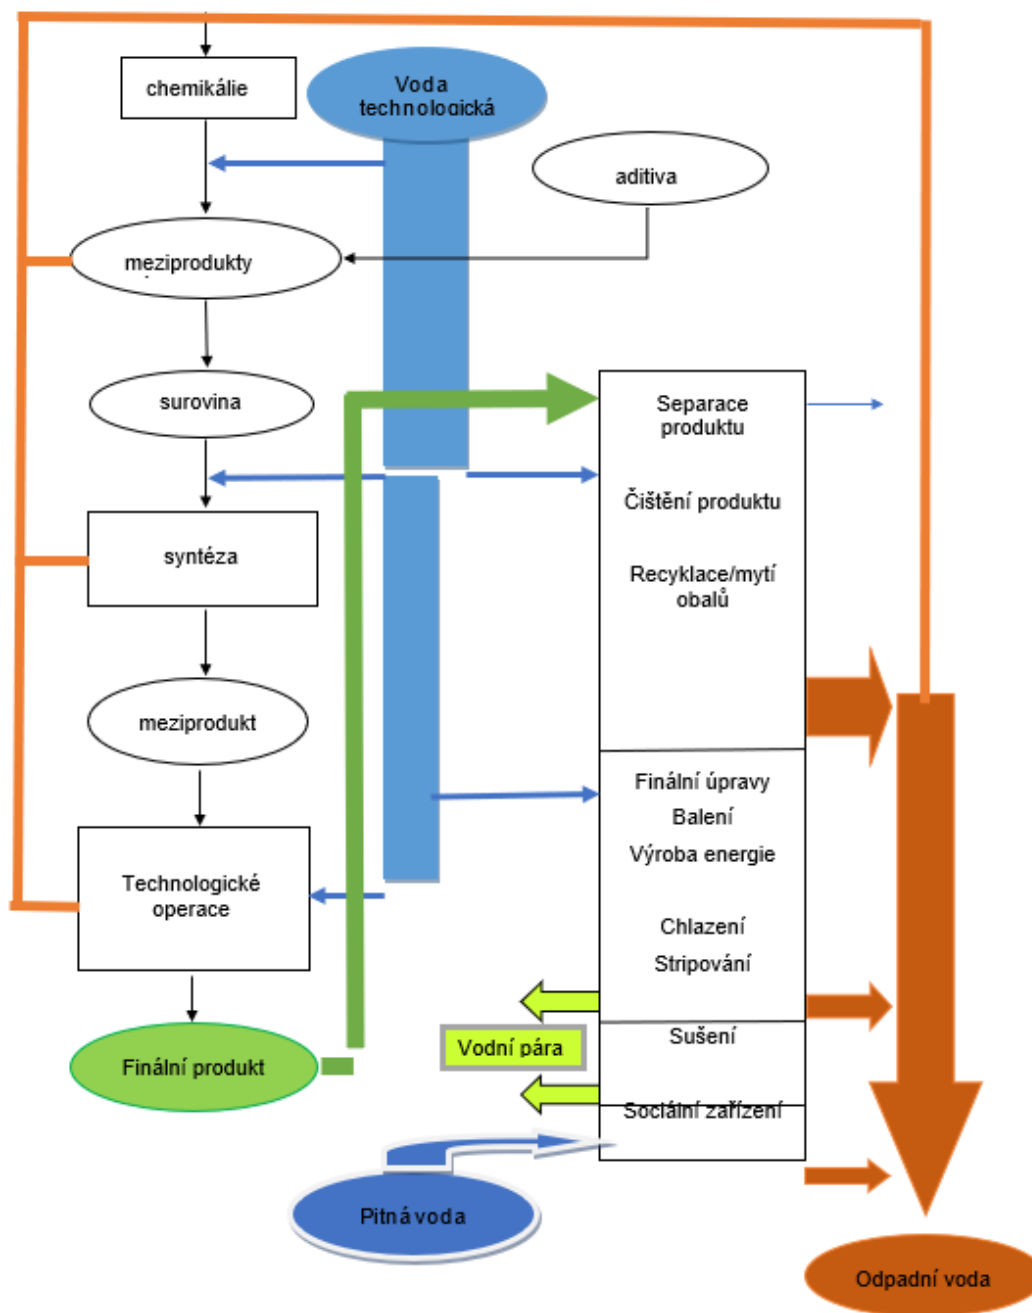 chemikálie
Voda
technologická
aditiva
meziprodukty
surovina
Separace
produktu
Čištění produktu
syntéza
Recyklace/mytí
obalů
meziprodukt
Finální úpravy
Balení
Výroba energie
Technologické
operace
Chlazení
Stripování
Sušení
Vodní pára
Finální produkt
Sociální zařízení
Pitná voda
Odpadní voda